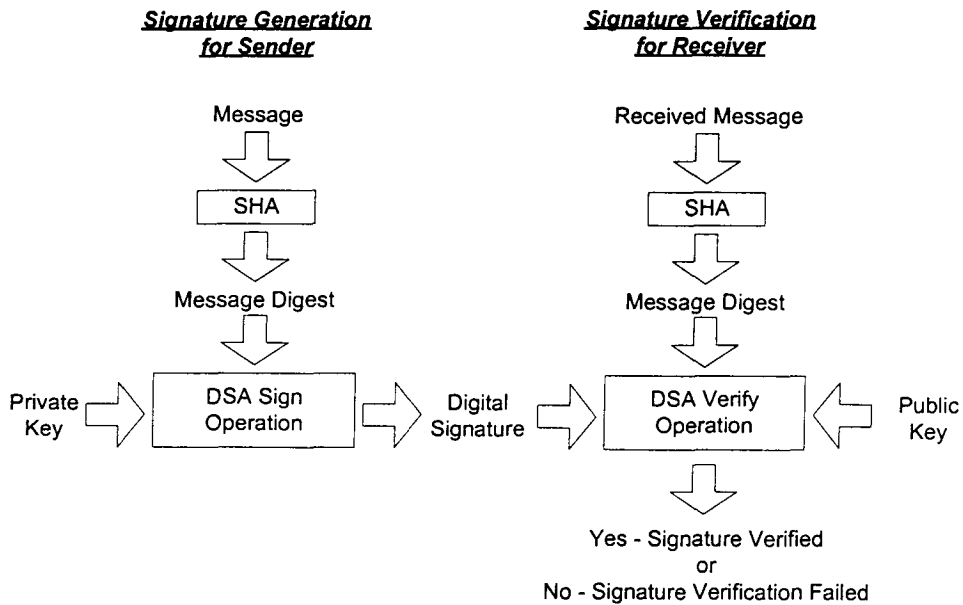 Signature Generation
for Sender
Signature Verification
for Receiver
Message
Received Message
SHA
SHA
Message Digest
Message Digest
Private
Key
DSA Sign
Operation
Digital
Signature
DSA Verify
Operation
Public
Key
Yes - Signature Verified
or
No - Signature Verification Failed